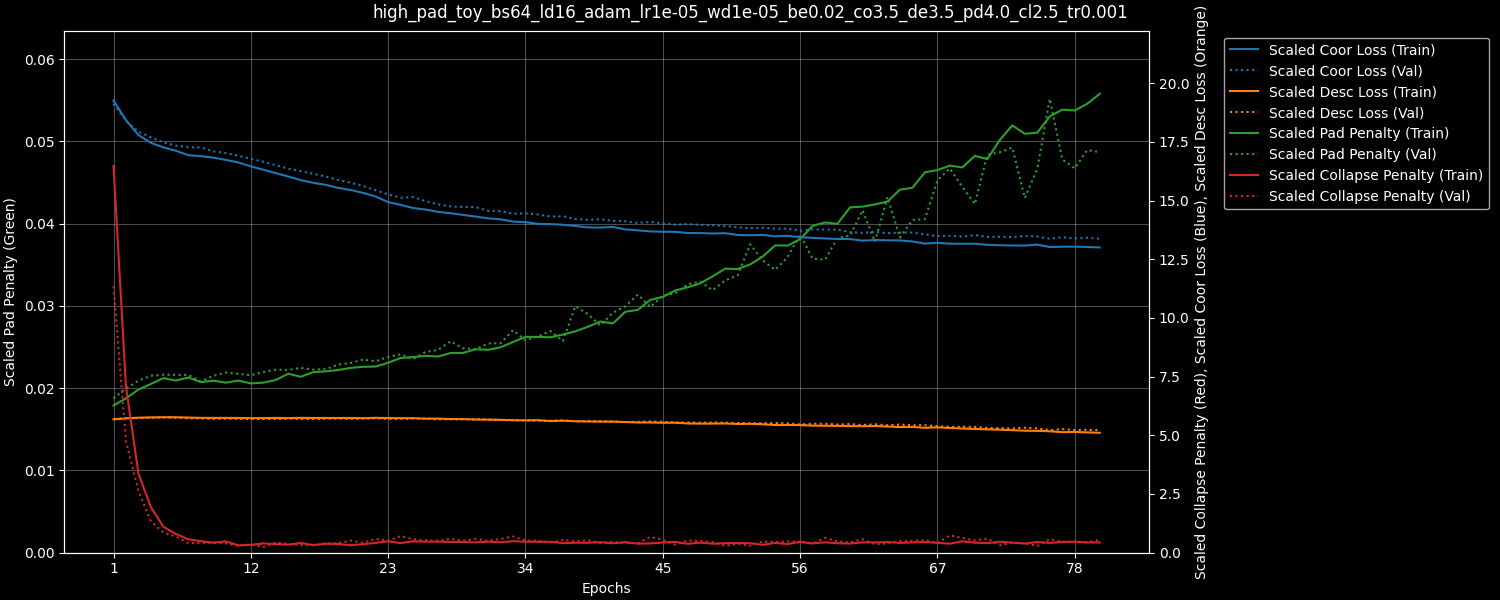 high_pad_toy_bs64_ld16_adam_lr1e-05_wd1e-05_be0.02_co3.5_de3.5_pd4.0_cl2.5_tr0.001
Scaled Pad Penalty (Green)
0.06
0.05
0.04
0.03
0.02
0.01
0.00
1
12
23
34
45
56
67
78
Epochs
20.0
17.5
15.0
12.5
10.0
7.5
5.0
2.5
0.0
Scaled Collapse Penalty (Red), Scaled Coor Loss (Blue), Scaled Desc Loss (Orange)
Scaled Coor Loss (Train)
Scaled Coor Loss (Val)
Scaled Desc Loss (Train)
Scaled Desc Loss (Val)
Scaled Pad Penalty (Train)
Scaled Pad Penalty (Val)
Scaled Collapse Penalty (Train)
Scaled Collapse Penalty (Val)